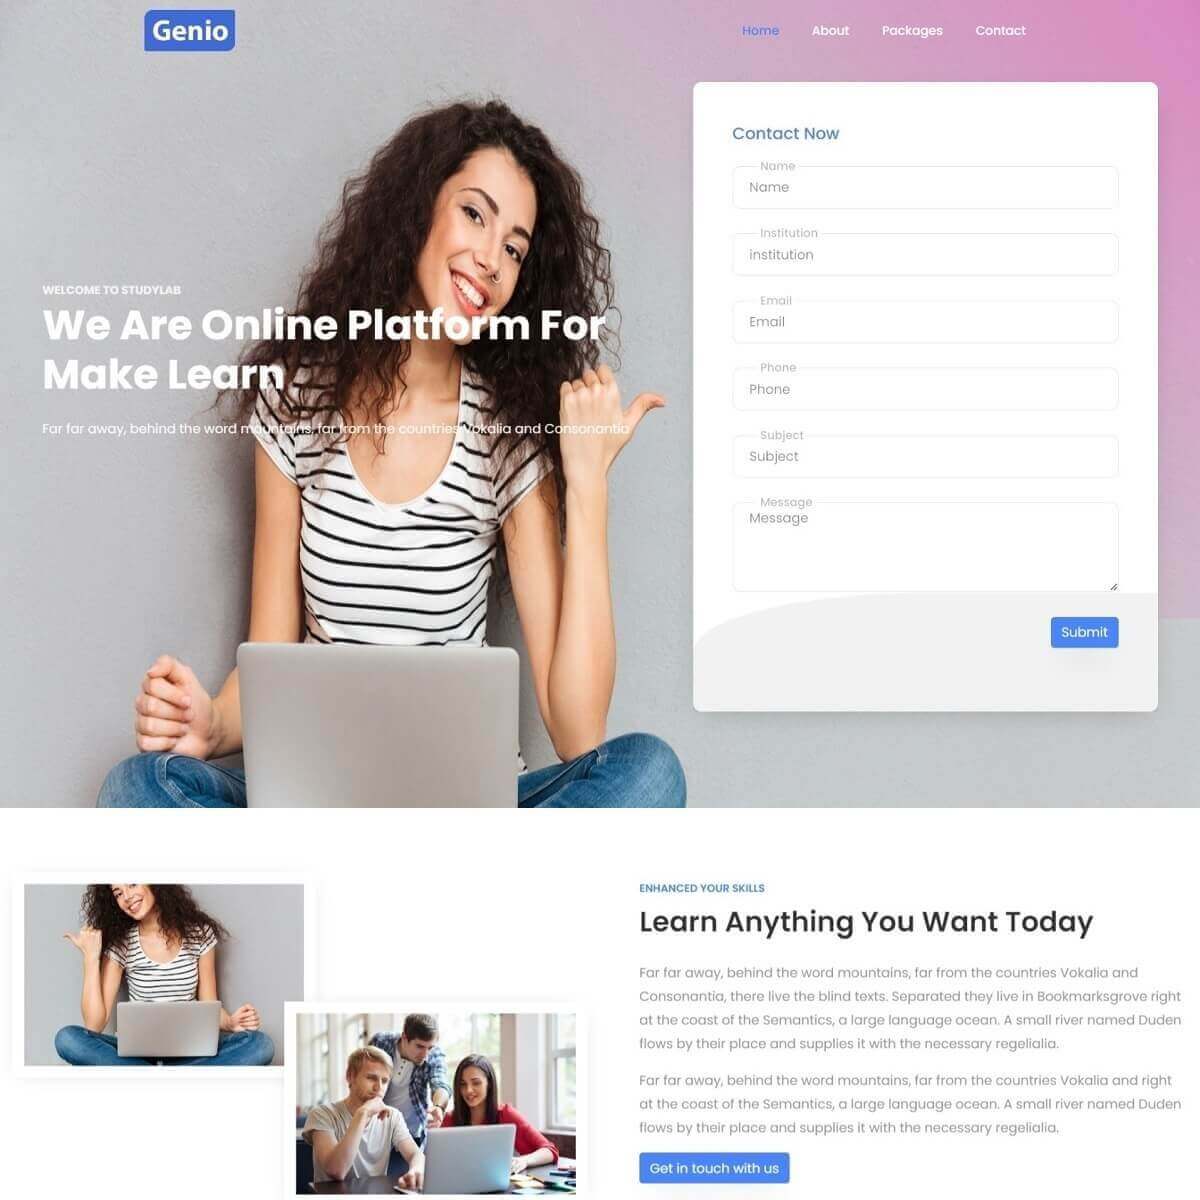 Genio
Home
About
Packages
Contact
WELCOME TO STUDYLAB
We Are Online Platform For
Make Learn
Far far away, behind the word mountains, far from the countries Vokalia and Consonantia
Contact Now
Name
Name
Institution
institution
Email
Email
Phone
Phone
Subject
Subject
Message
Message
Submit
ENHANCED YOUR SKILLS
Learn Anything You Want Today
Far far away, behind the word mountains, far from the countries Vokalia and
Consonantia, there live the blind texts. Separated they live in Bookmarksgrove right
at the coast of the Semantics, a large language ocean. A small river named Duden
flows by their place and supplies it with the necessary regelialia.
Far far away, behind the word mountains, far from the countries Vokalia and right
at the coast of the Semantics, a large language ocean. A small river named Duden
flows by their place and supplies it with the necessary regelialia.
Get in touch with us